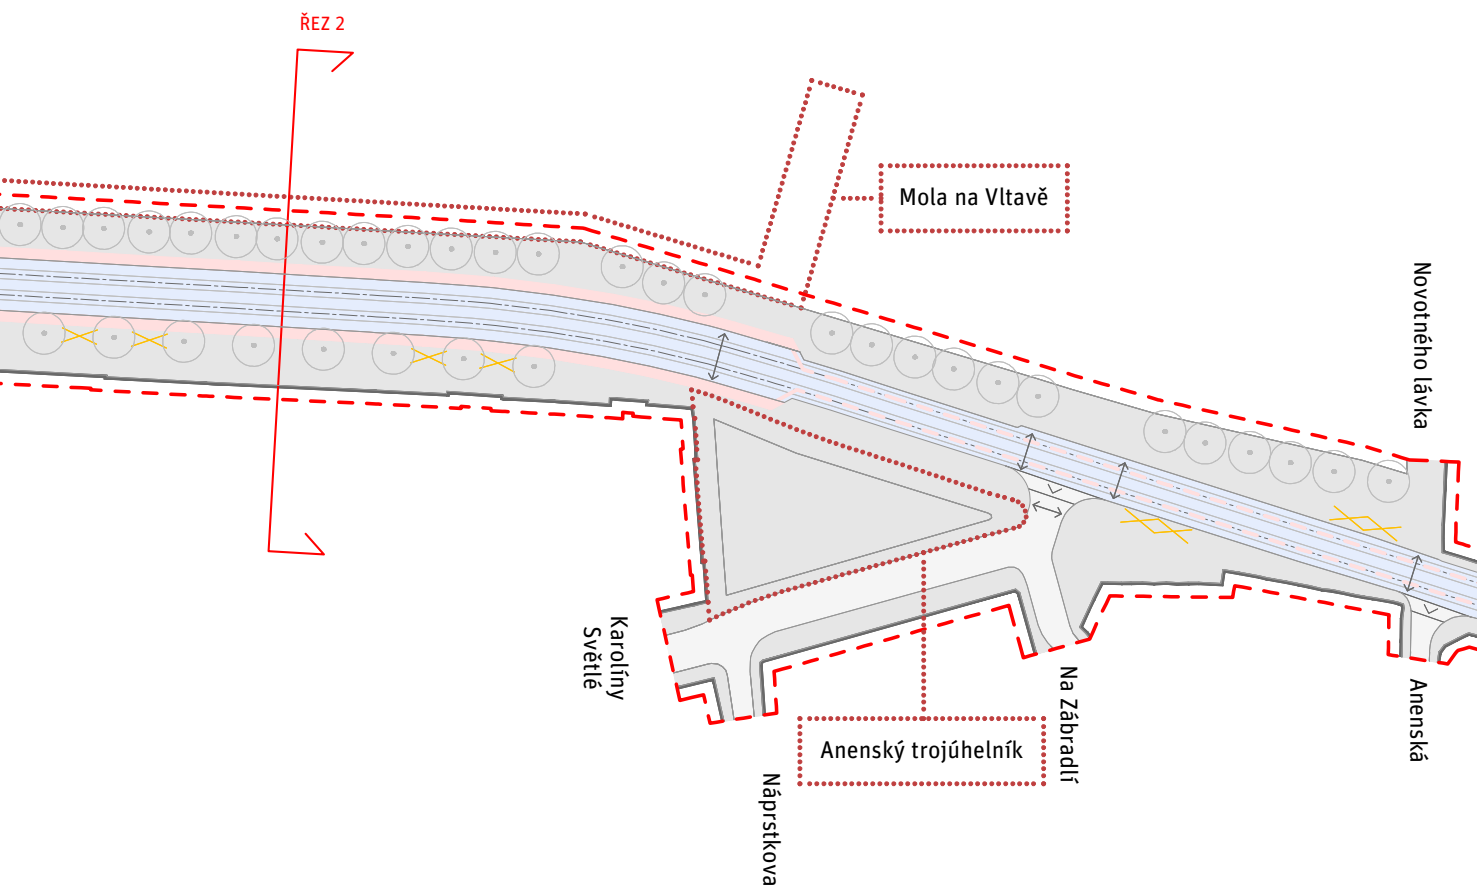 ŘEZ 2
Mola na Vltavě
Novotného lávka
Karolíny
Světlé
Na Zábradlí
Anenská
Anenský trojúhelník
Náprstkova